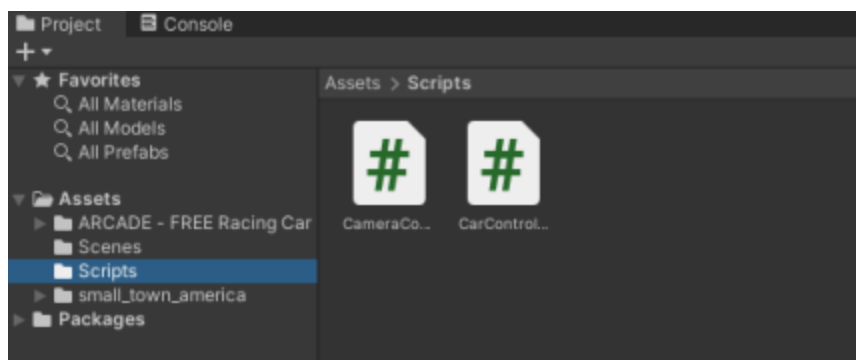 Project Console
+
Favorites
All Materials
All Models
All Prefabs
Assets
ARCADE - FREE Racing Car
Scenes
Scripts
small_town_america
Packages
Assets > Scripts
#
#
CameraCo...
CarControl...